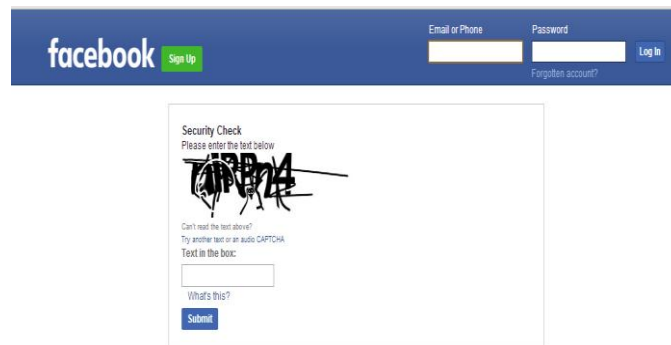 Email or Phone Password
facebook Sign Up Log In
Forgotten account?
Security Check
Please enter the text below
Can't read the text above?
Try another text or an audio CAPTCHA
Text in the box:
What's this?
Submit